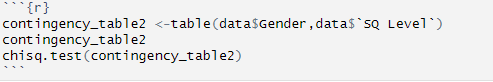 ```{r}
contingency_table2 <-table(data$Gender,data$`SQ Level`)
contingency_table2
chisq.test(contingency_table2)
```